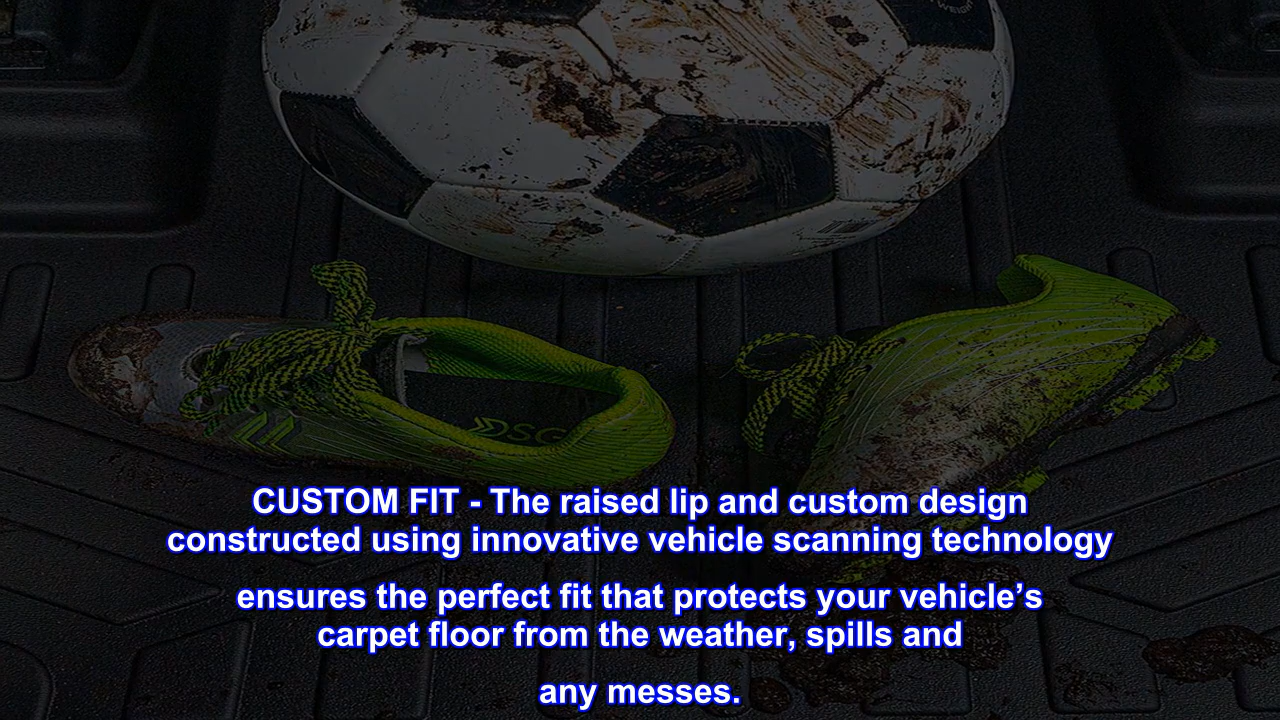 DSG
CUSTOM FIT - The raised lip and custom design
constructed using innovative vehicle scanning technology
ensures the perfect fit that protects your vehicle’s
carpet floor from the weather, spills and
any messes.